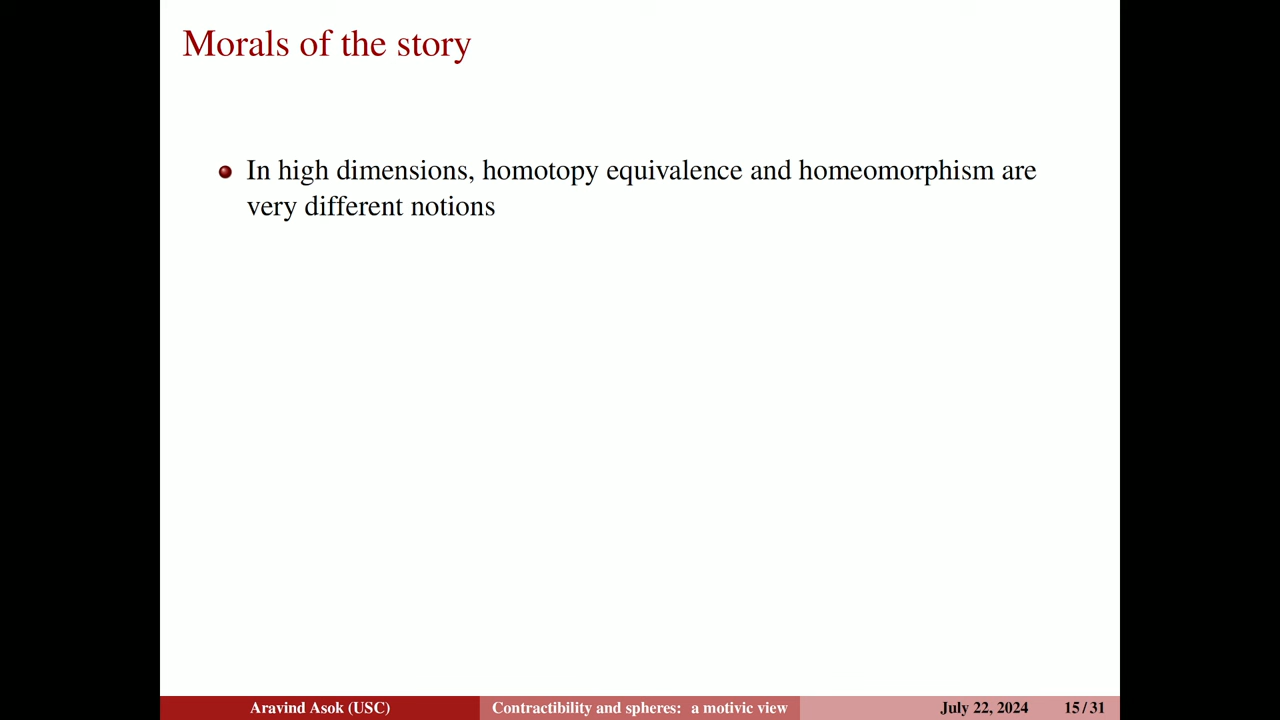 Morals of the story
In high dimensions, homotopy equivalence and homeomorphism are
very different notions
Aravind Asok (USC)
Contractibility and spheres: a motivic view
July 22, 2024
15 / 31